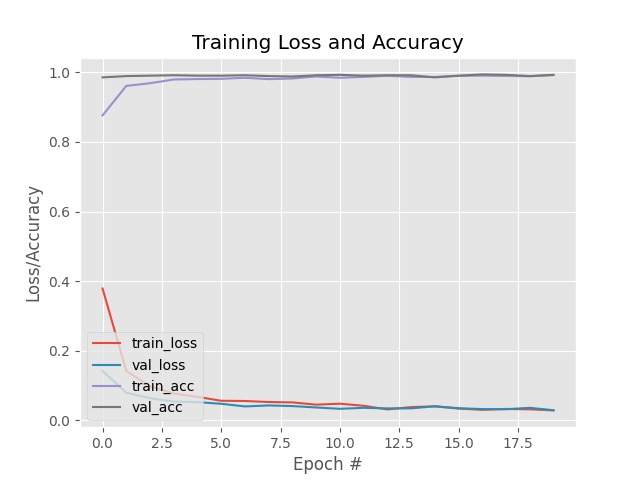 Training Loss and Accuracy
Loss/Accuracy
1.0
0.8
0.6
0.4
0.2
0.0
train_loss
val_loss
train_acc
val_acc
0.0 2.5 5.0 7.5 10.0 12.5 15.0 17.5
Epoch #